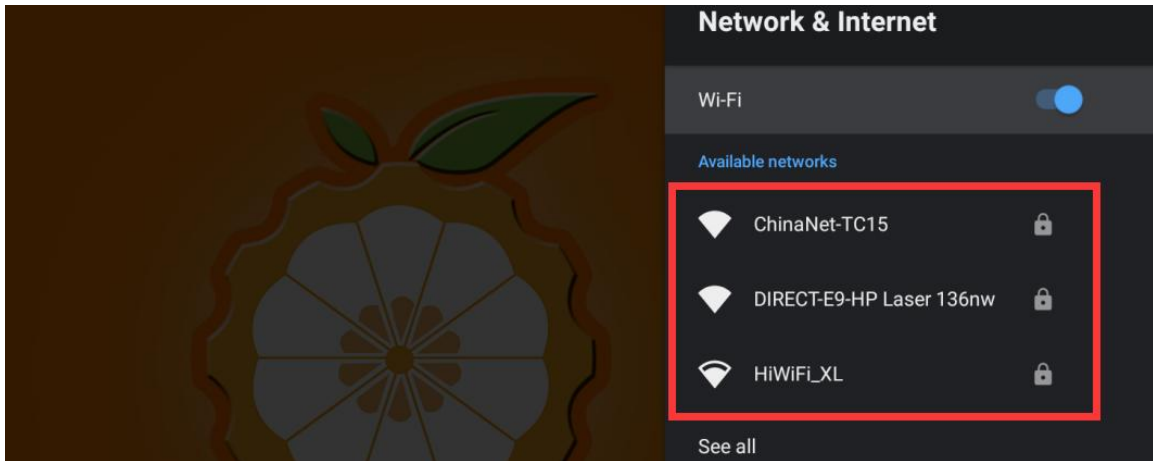 Network & Internet
Wi-Fi
Available networks
ChinaNet-TC15
DIRECT-E9-HP Laser 136nw
HiWiFi_XL
See all